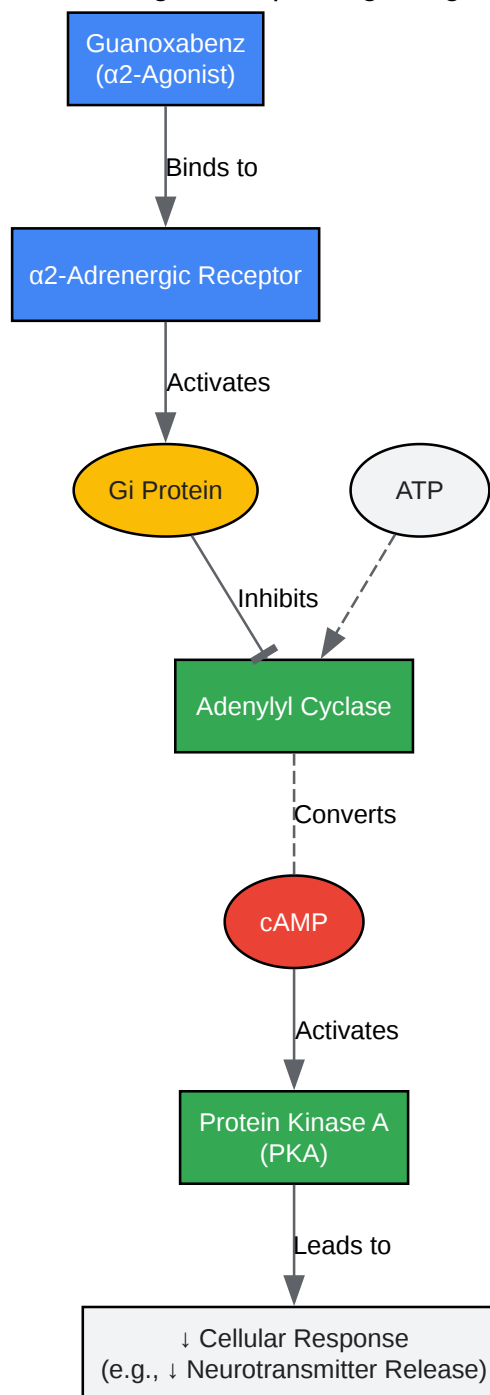 Guanoxabenz
(α2-Agonist)
Binds to
α2-Adrenergic Receptor
Activates
Gi Protein
ATP
Inhibits
Adenylyl Cyclase
Converts
cAMP
Activates
Protein Kinase A
(PKA)
Leads to
↓ Cellular Response
(e.g., ↓ Neurotransmitter Release)